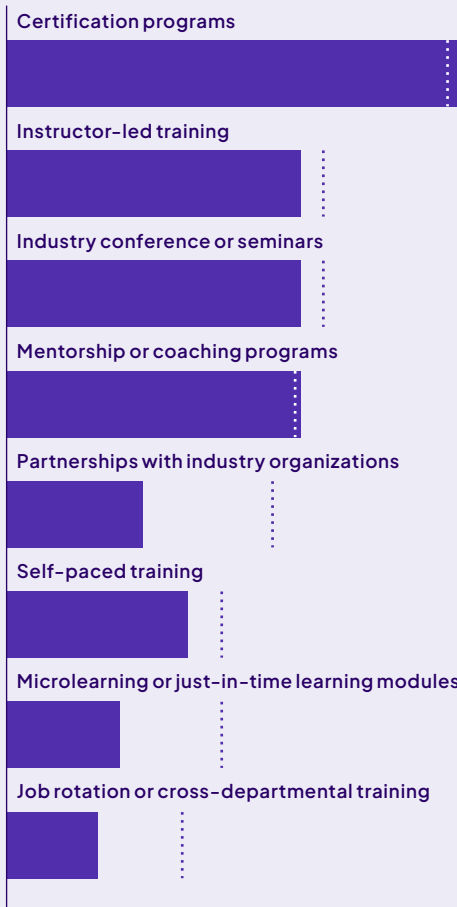 Certification programs
Instructor-led training
Industry conference or seminars
Mentorship or coaching programs
Partnerships with industry organizations
Self-paced training
Microlearning or just-in-time learning modules
Job rotation or cross-departmental training